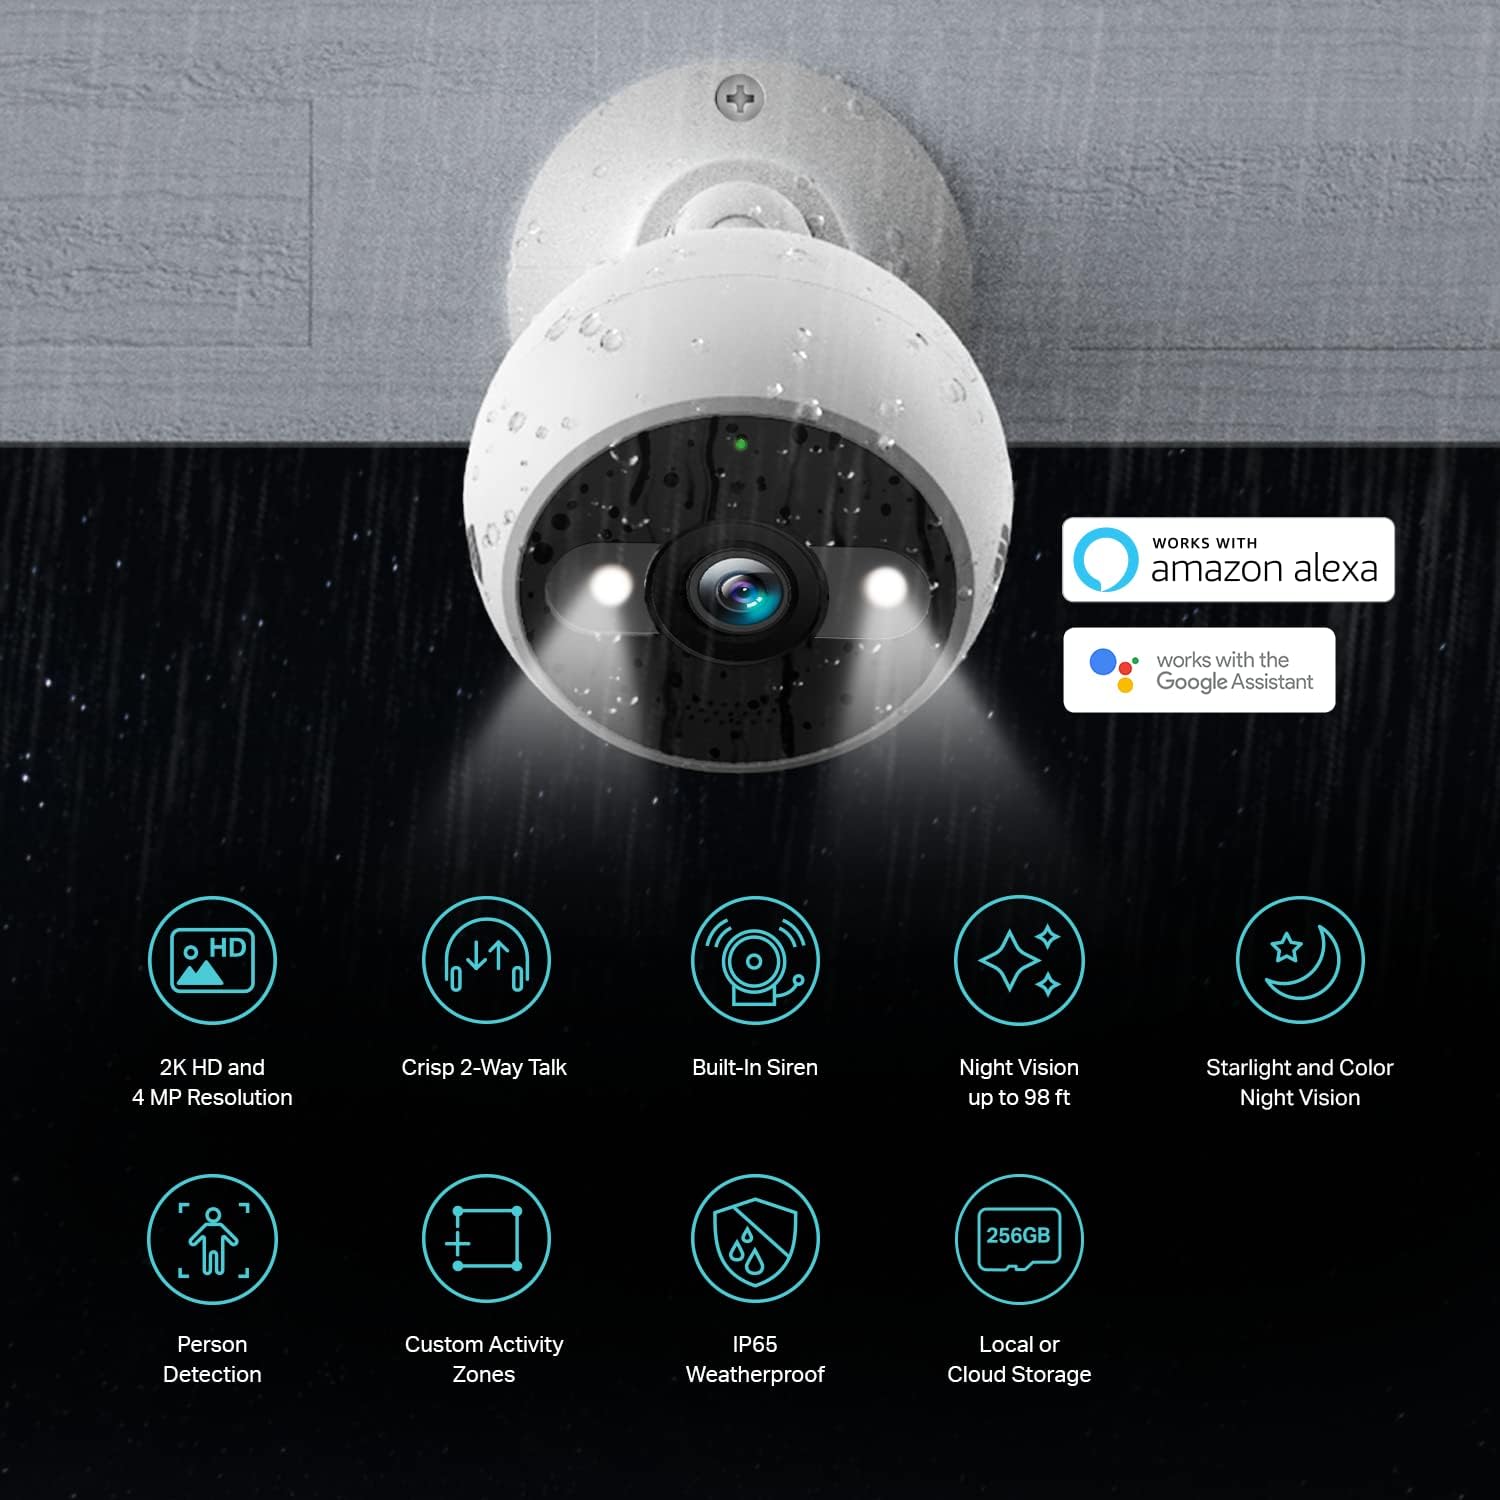 WORKS WITH
amazon alexa
works with the
Google Assistant
HD
2K HD and
4 MP Resolution
Crisp 2-Way Talk
Built-In Siren
Night Vision
up to 98 ft
Starlight and Color
Night Vision
Person
Detection
Custom Activity
Zones
IP65
Weatherproof
256GB
Local or
Cloud Storage